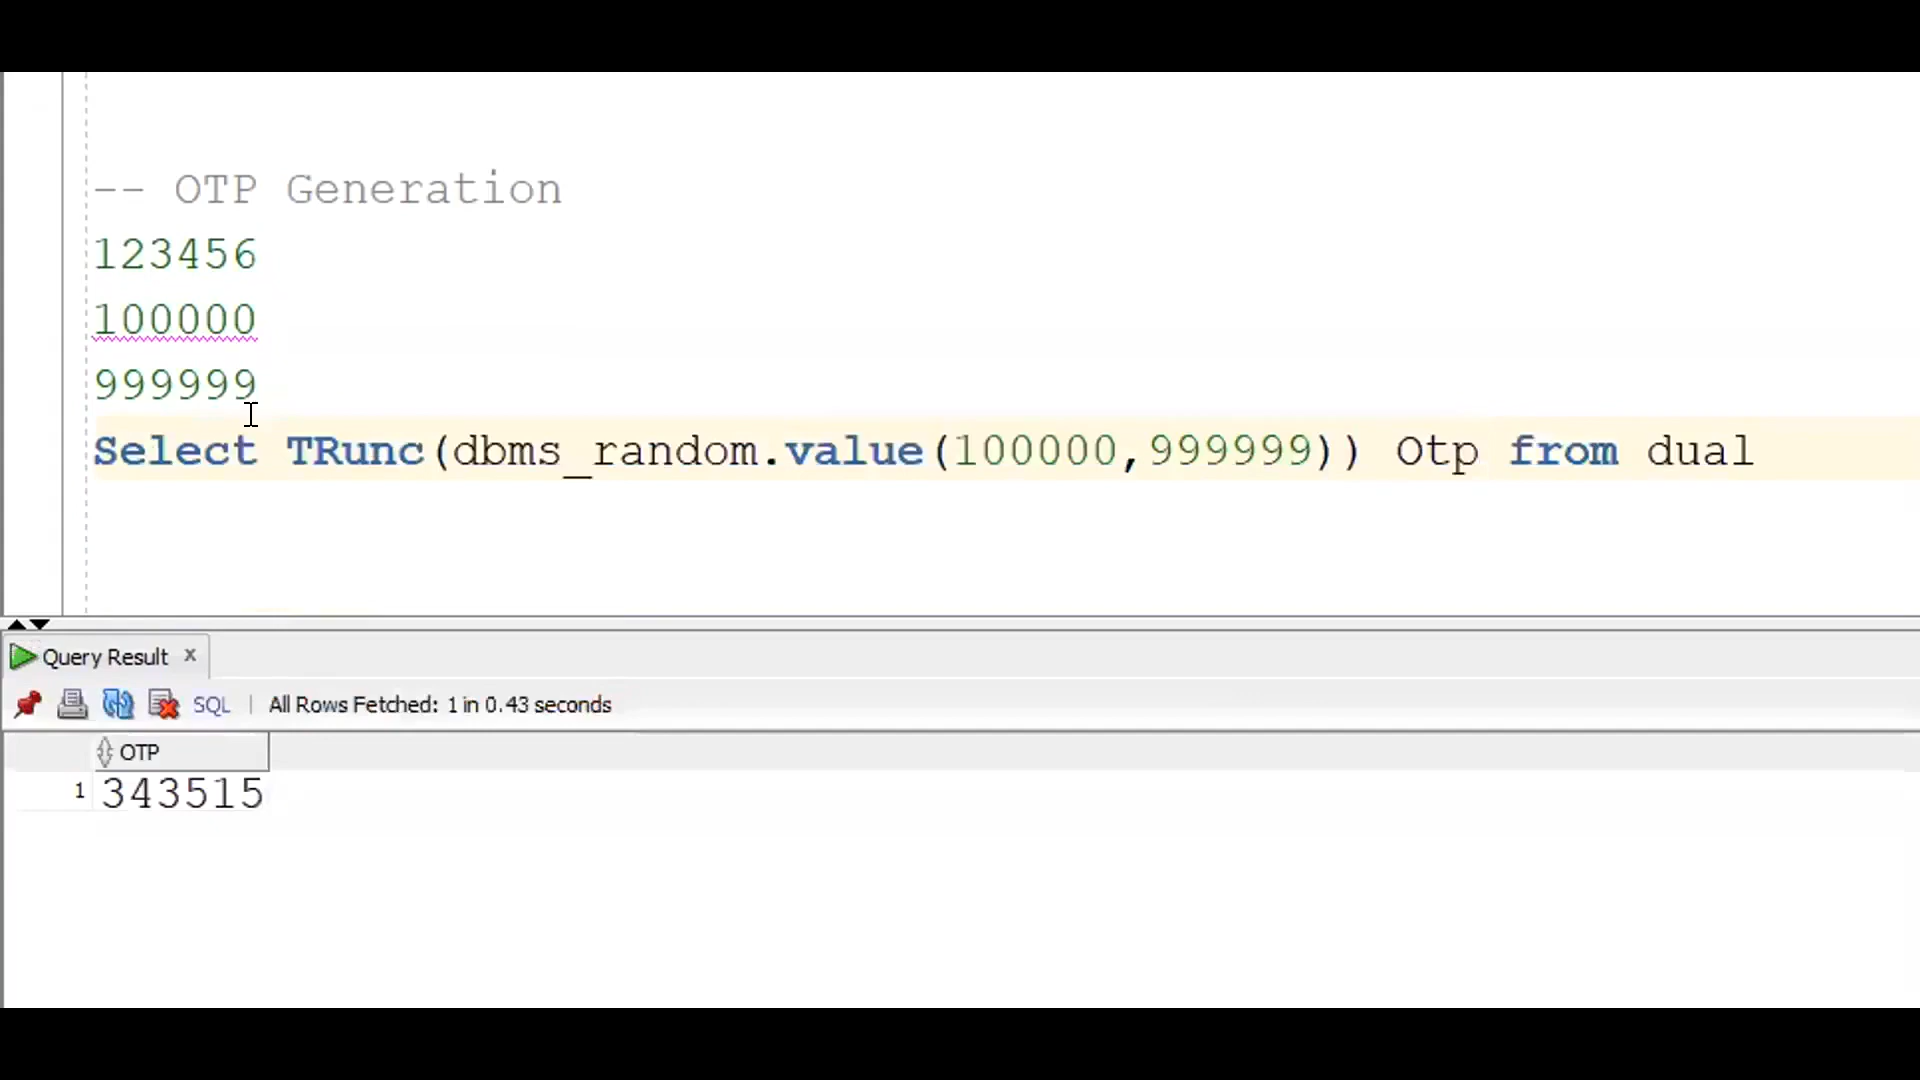 -- OTP Generation
123456
100000
999999
Select TRunc(dbms_random.value(100000,999999)) Otp from dual
Query Result x
SQL | All Rows Fetched: 1 in 0.43 seconds
OTP
1 343515